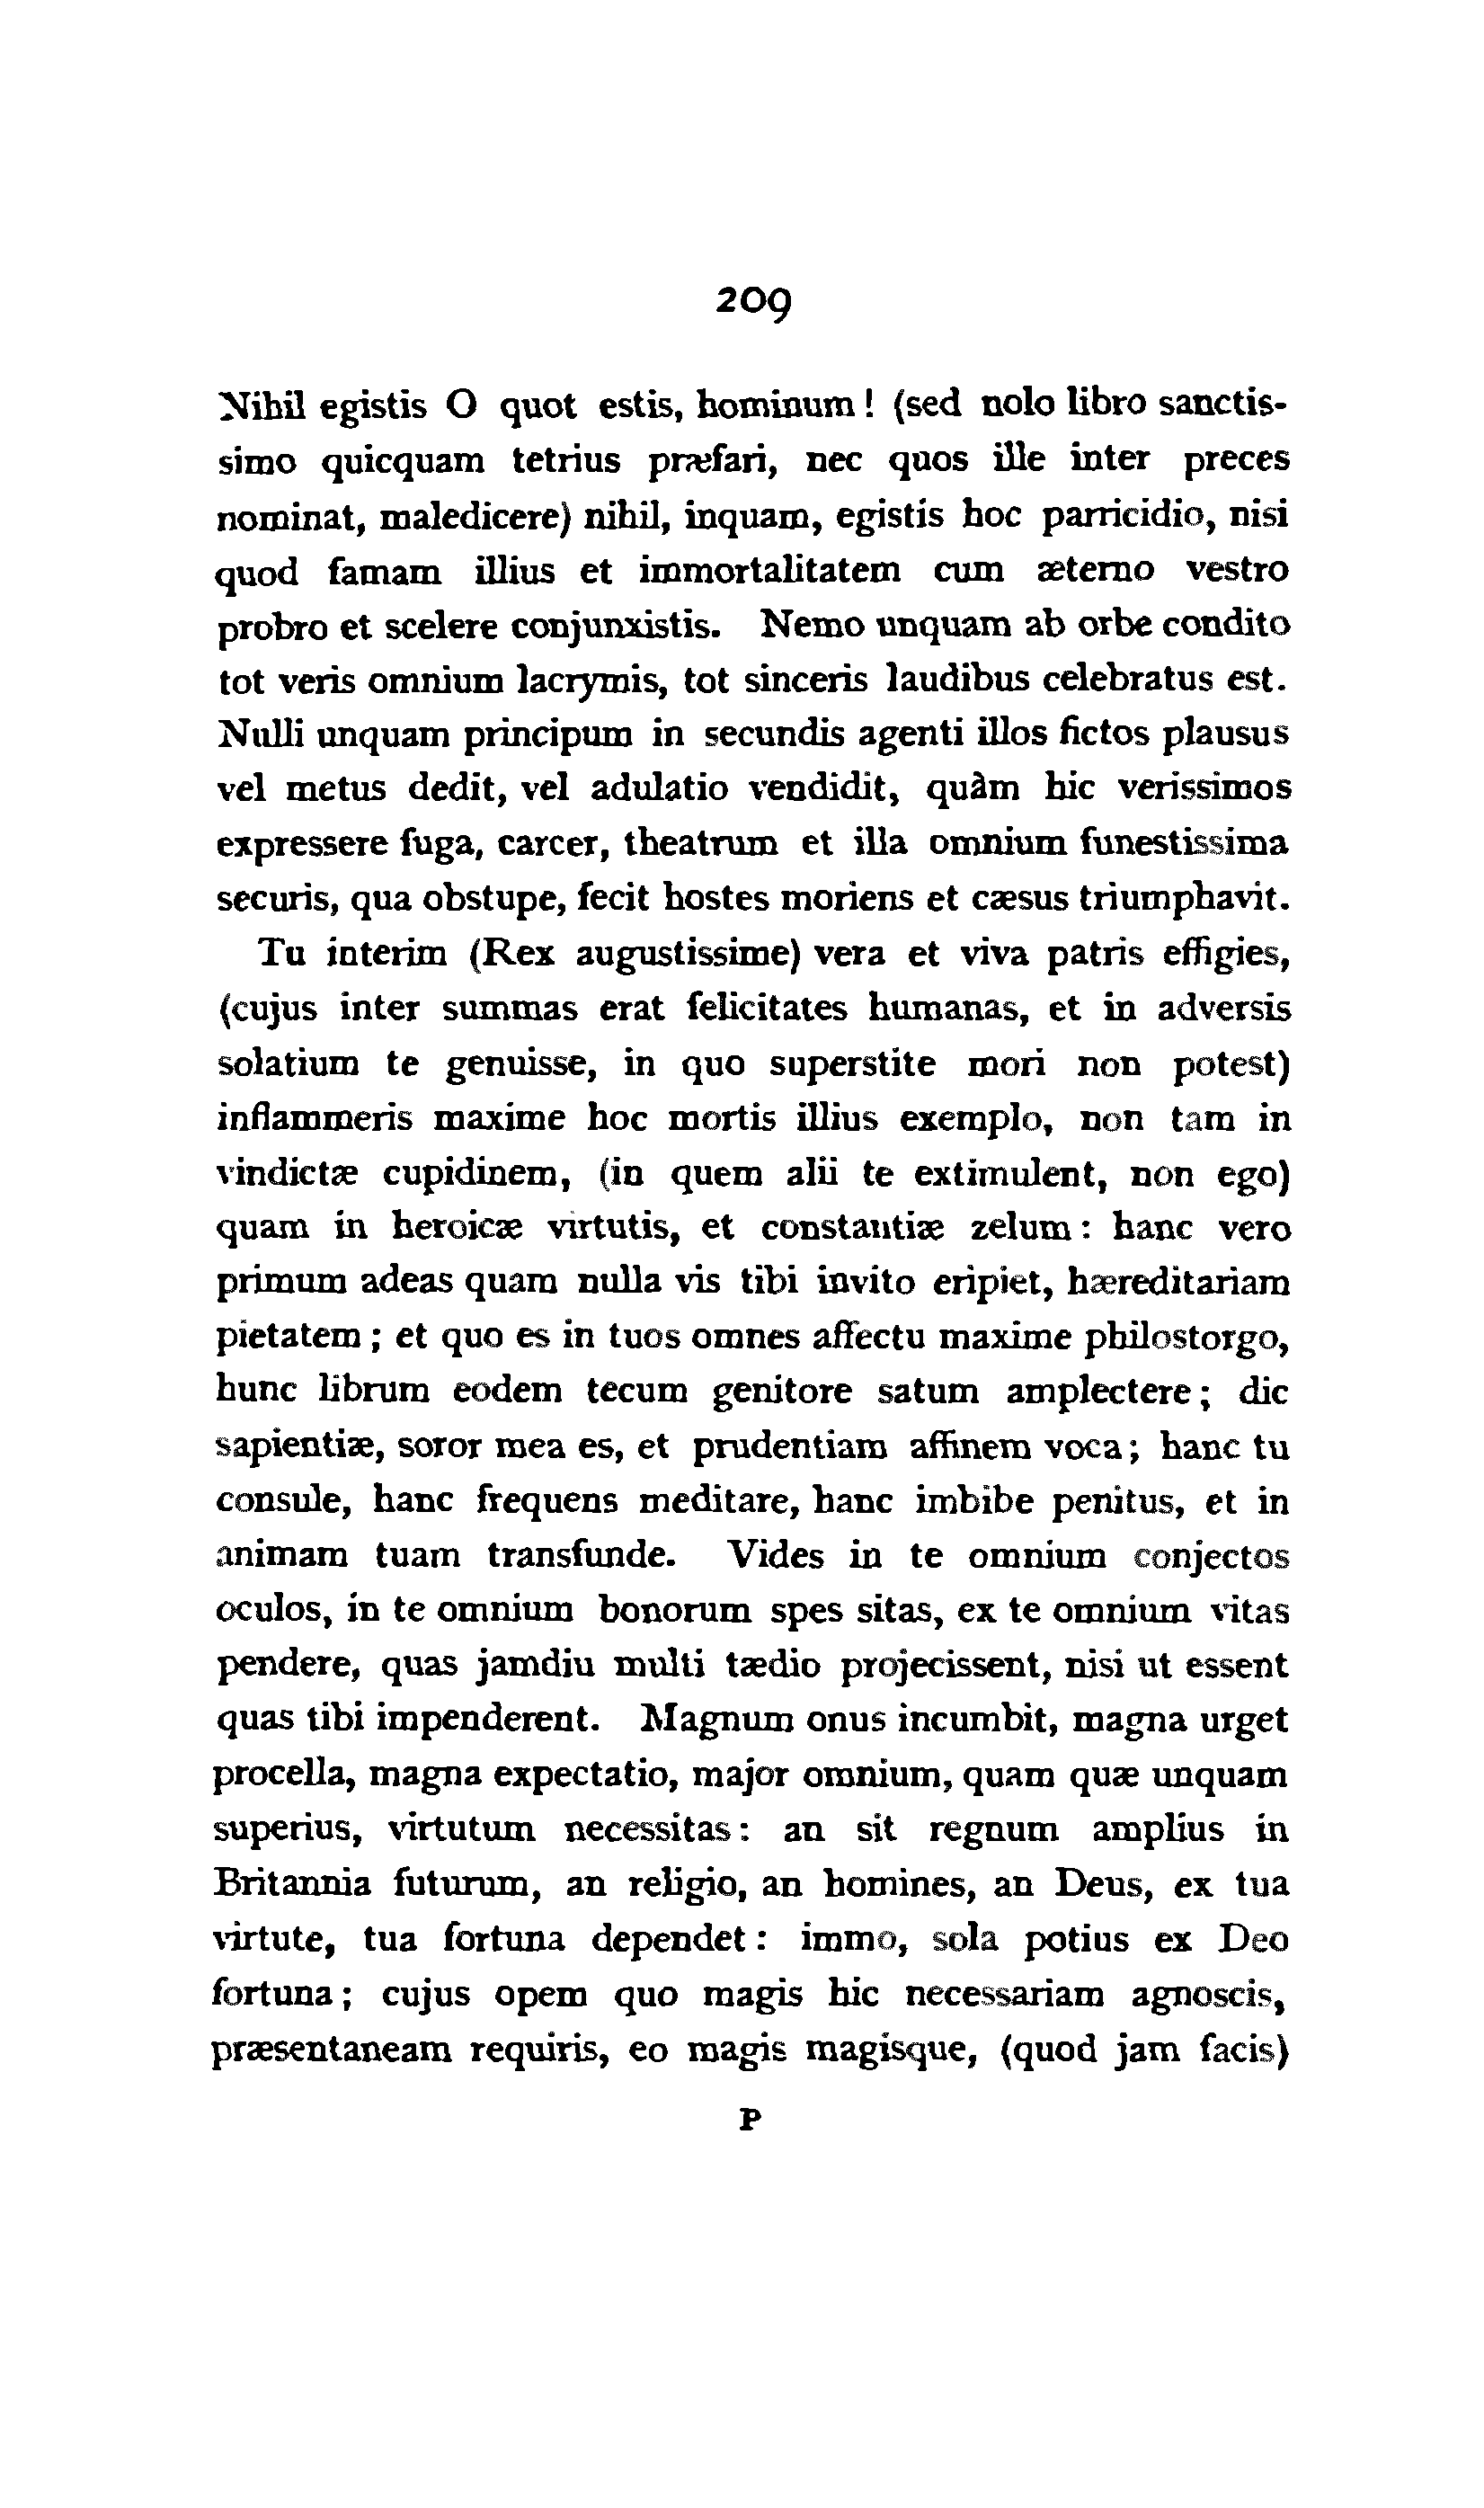 209
Nihil egistis O quot estis, hominum! (sed nolo libro sanctis-
simo quicquam tetrius præfari, nec quos ille inter preces
nominat, maledicere) nihil, inquam, egistis hoc parricidio, nisi
quod famam illius et immortalitatem cum æterno vestro
probro et scelere conjunxistis. Nemo unquam ab orbe condito
tot veris omnium lacrymis, tot sinceris laudibus celebratus est.
Nulli unquam principum in secundis agenti illos fictos plausus
vel metus dedit, vel adulatio vendidit, quàm hic verissimos
expressere fuga, carcer, theatrum et illa omnium funestissima
securis, qua obstupe, fecit hostes moriens et cæsus triumphavit.
Tu interim (Rex augustissime) vera et viva patris effigies,
(cujus inter summas erat felicitates humanas, et in adversis
solatium te genuisse, in quo superstite mori non potest)
inflammeris maxime hoc mortis illius exemplo, non tam in
vindictæ cupidinem, (in quem alii te extimulent, non ego)
quam in heroicæ virtutis, et constantiæ zelum: hanc vero
primum adeas quam nulla vis tibi invito eripiet, hæreditariam
pietatem; et quo es in tuos omnes affectu maxime philostorgo,
hunc librum eodem tecum genitore satum amplectere; dic
sapientiæ, soror mea es, et prudentiam affinem voca; hanc tu
consule, hanc frequens meditare, hanc imbibe penitus, et in
animam tuam transfunde. Vides in te omnium conjectos
oculos, in te omnium bonorum spes sitas, ex te omnium vitas
pendere, quas jamdiu multi tædio projecissent, nisi ut essent
quas tibi impenderent. Magnum onus incumbit, magna urget
procella, magna expectatio, major omnium, quam quæ unquam
superius, virtutum necessitas: an sit regnum amplius in
Britannia futurum, an religio, an homines, an Deus, ex tua
virtute, tua fortuna dependet: immo, sola potius ex Deo
fortuna; cujus opem quo magis hic necessariam agnoscis,
præsentaneam requiris, eo magis magisque, (quod jam facis)
P